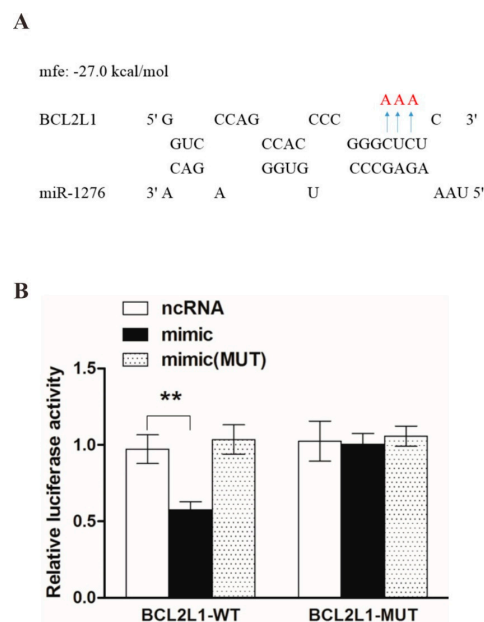 A
mfe: -27.0 kcal/mol
A A A
BCL2L1 5' G CCAG CCC C 3'
GUC CCAC GGGCUCU
CAG GGUG CCCGAGA
miR-1276 3' A A U AAU 5'
B
ncRNA
mimic
mimic(MUT)
1.5
**
1.0
0.5
0.0
Relative luciferase activity
BCL2L1-WT BCL2L1-MUT